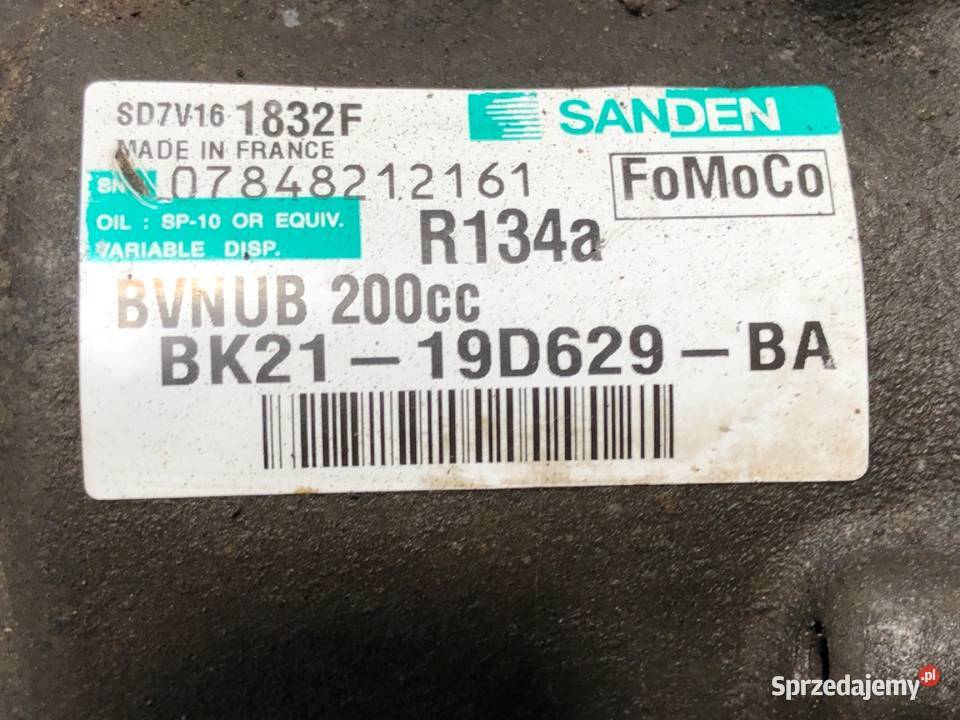 SD7V16 1832F
SANDEN
MADE IN FRANCE
SN 07848212161
FoMoCo
OIL : SP-10 OR EQUIV.
VARIABLE DISP.
R134a
BVNUB 200cc
BK21-19D629-BA
Sprzedajemy.pl